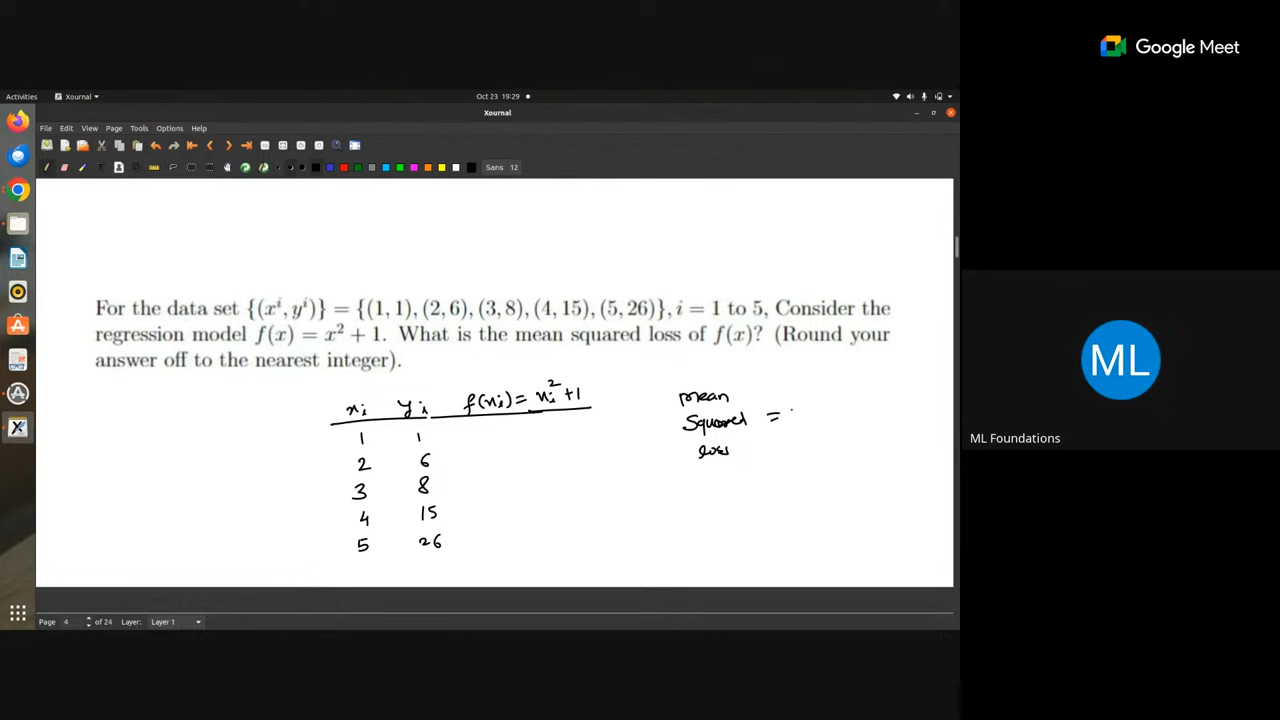 Google Meet
Activities Xournal Oct 23 19:29
Xournal
File Edit View Page Tools Options Help
Sans 12
For the data set {(xⁱ, yⁱ)} = {(1, 1), (2, 6), (3, 8), (4, 15), (5, 26)}, i = 1 to 5, Consider the
regression model f(x) = x² + 1. What is the mean squared loss of f(x)? (Round your
answer off to the nearest integer).
xᵢ yᵢ f(xᵢ) = xᵢ² + 1
1 1
2 6
3 8
4 15
5 26
mean
Squared =
loss
ML
ML Foundations
Page 4 of 24 Layer: Layer 1